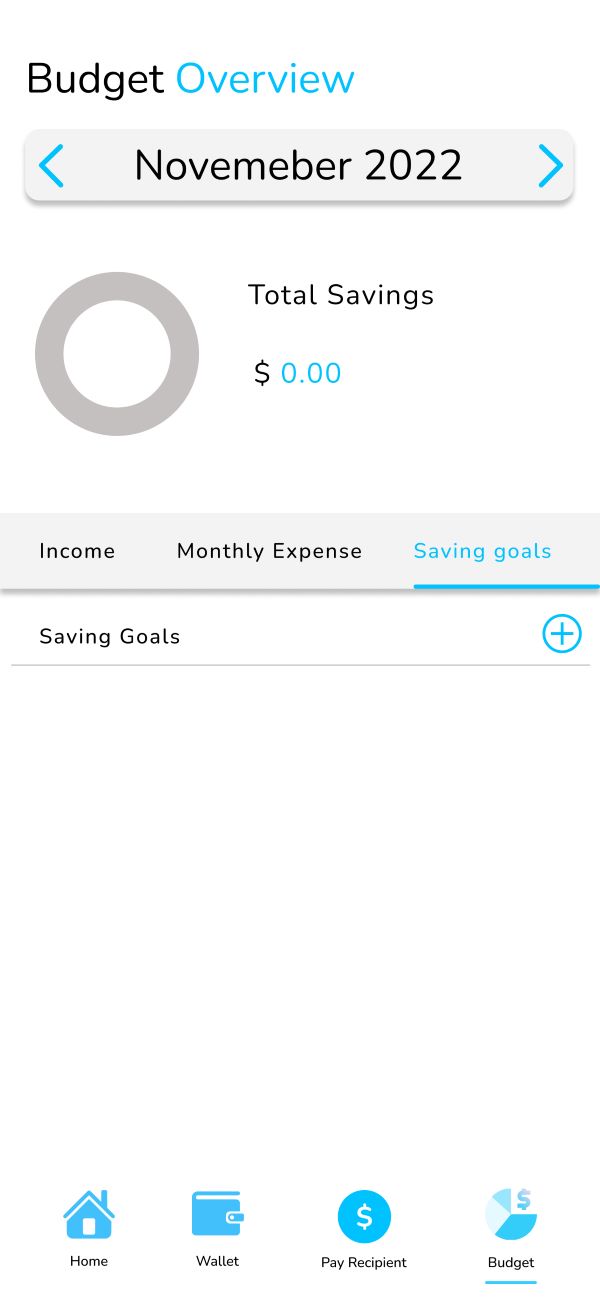 Budget Overview
Novemeber 2022
Total Savings
$ 0.00
Income Monthly Expense Saving goals
Saving Goals
$ $
Home Wallet Pay Recipient Budget